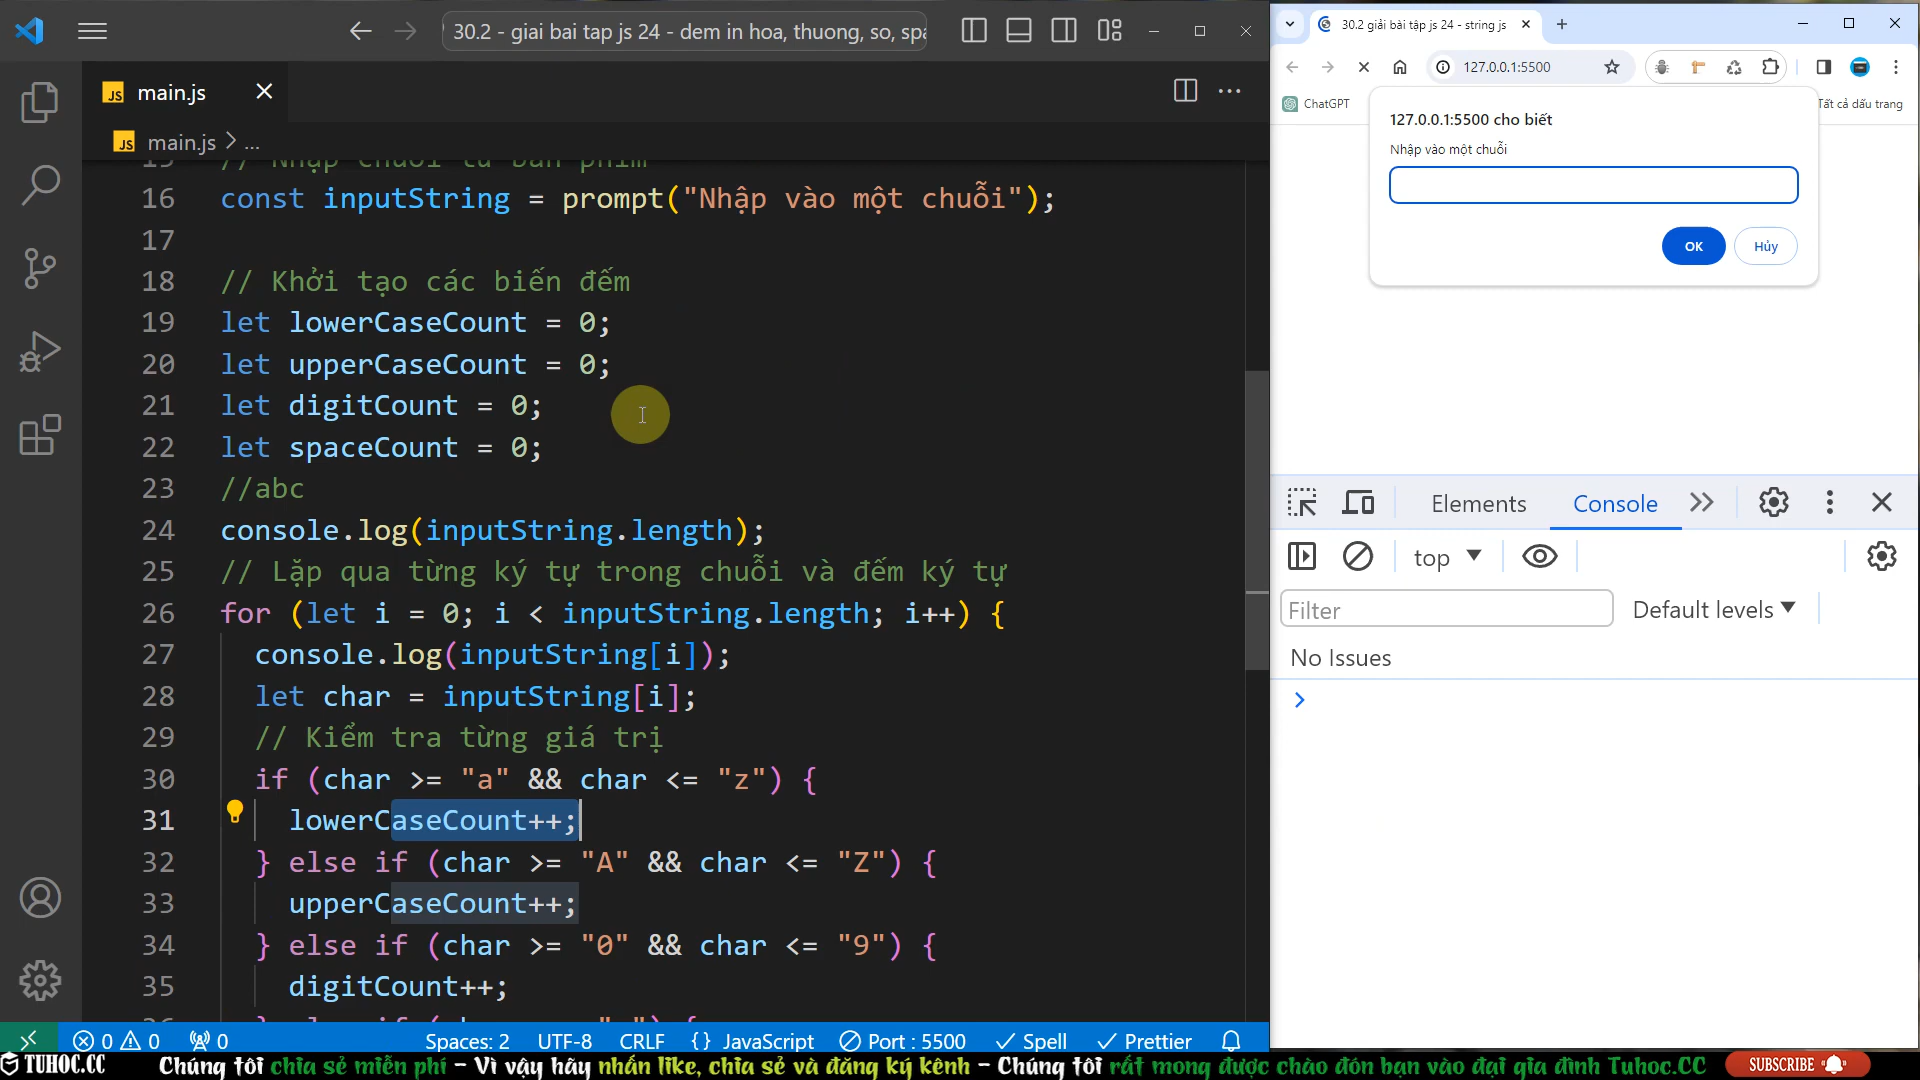 30.2 - giai bai tap js 24 - dem in hoa, thuong, so, spa
main.js
main.js > ...
15 // Nhập chuỗi từ bàn phím
16 const inputString = prompt("Nhập vào một chuỗi");
17
18 // Khởi tạo các biến đếm
19 let lowerCaseCount = 0;
20 let upperCaseCount = 0;
21 let digitCount = 0;
22 let spaceCount = 0;
23 //abc
24 console.log(inputString.length);
25 // Lặp qua từng ký tự trong chuỗi và đếm ký tự
26 for (let i = 0; i < inputString.length; i++) {
27 console.log(inputString[i]);
28 let char = inputString[i];
29 // Kiểm tra từng giá trị
30 if (char >= "a" && char <= "z") {
31 lowerCaseCount++;
32 } else if (char >= "A" && char <= "Z") {
33 upperCaseCount++;
34 } else if (char >= "0" && char <= "9") {
35 digitCount++;
0 0 0 Spaces: 2 UTF-8 CRLF {} JavaScript Port : 5500 Spell Prettier
30.2 giải bài tập js 24 - string js
127.0.0.1:5500
ChatGPT
Tất cả dấu trang
127.0.0.1:5500 cho biết
Nhập vào một chuỗi
OK Hủy
Elements Console
top
Filter Default levels
No Issues
TUHOC.CC Chúng tôi chia sẻ miễn phí - Vì vậy hãy nhấn like, chia sẻ và đăng ký kênh - Chúng tôi rất mong được chào đón bạn vào đại gia đình Tuhoc.CC SUBSCRIBE